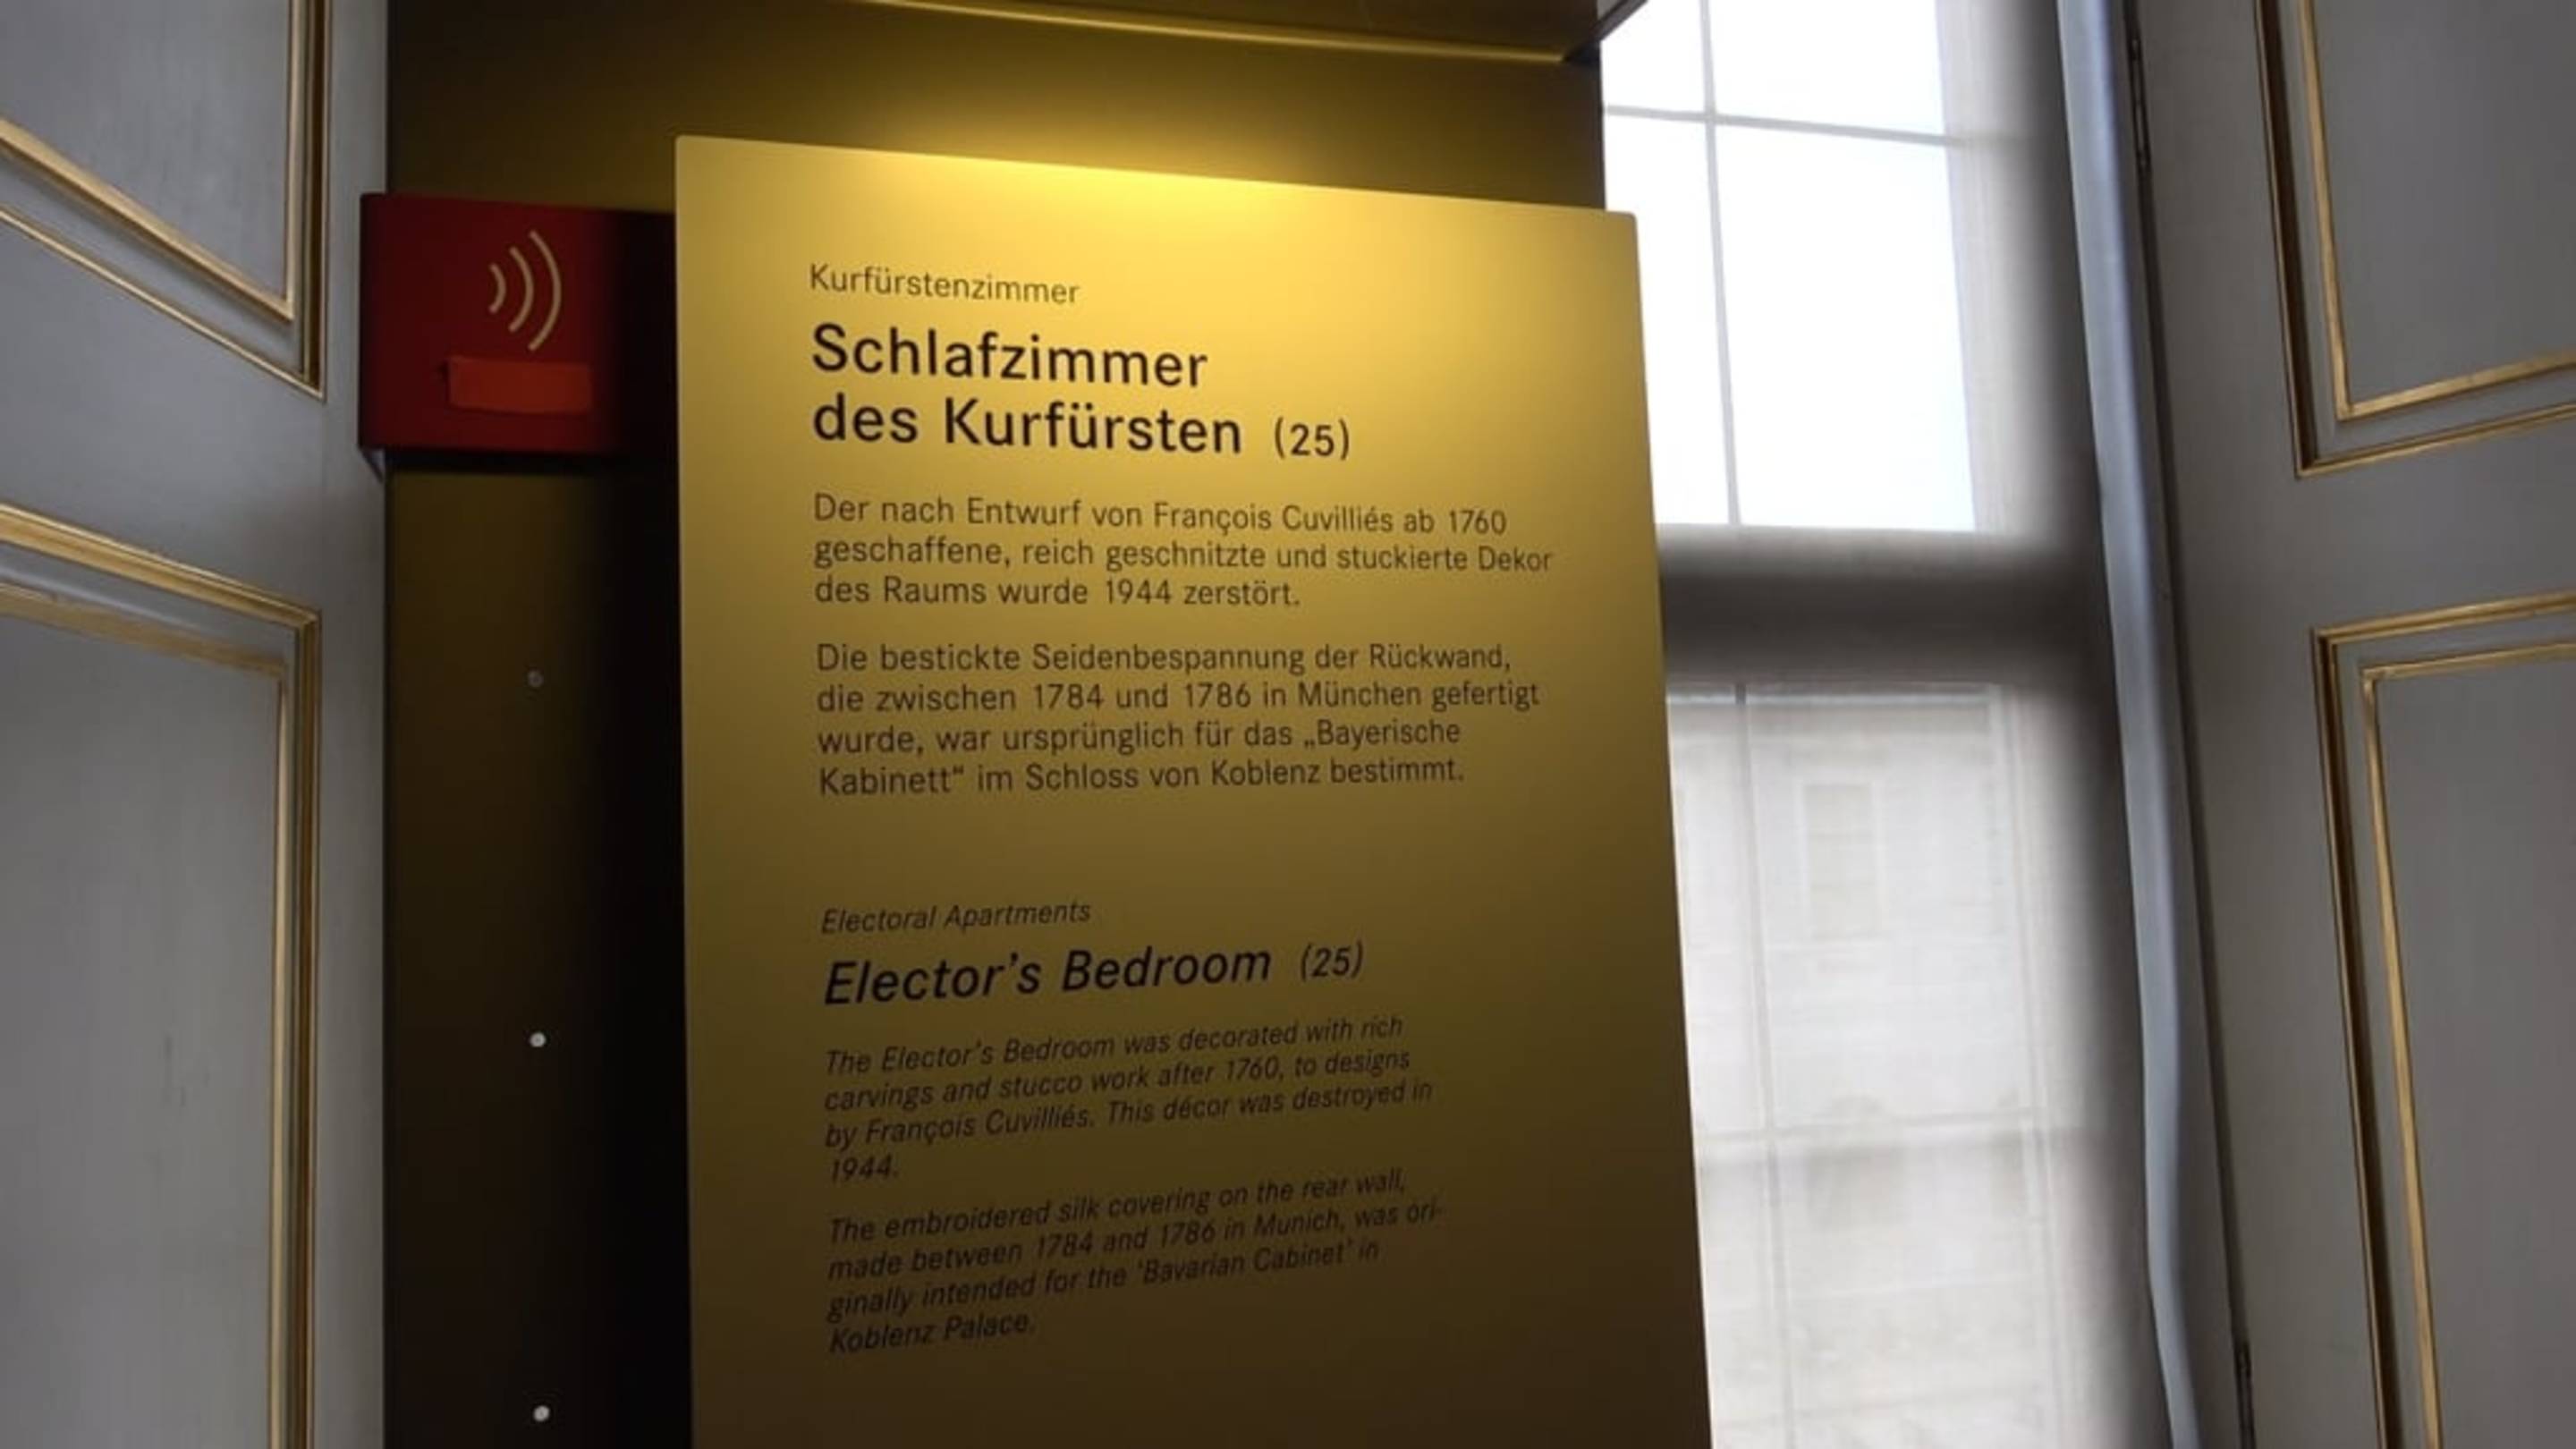 Kurfürstenzimmer
Schlafzimmer
des Kurfürsten (25)
Der nach Entwurf von François Cuvilliés ab 1760
geschaffene, reich geschnitzte und stuckierte Dekor
des Raums wurde 1944 zerstört.
Die bestickte Seidenbespannung der Rückwand,
die zwischen 1784 und 1786 in München gefertigt
wurde, war ursprünglich für das „Bayerische
Kabinett“ im Schloss von Koblenz bestimmt.
Electoral Apartments
Elector’s Bedroom (25)
The Elector’s Bedroom was decorated with rich
carvings and stucco work after 1760, to designs
by François Cuvilliés. This décor was destroyed in
1944.
The embroidered silk covering on the rear wall,
made between 1784 and 1786 in Munich, was ori-
ginally intended for the ‘Bavarian Cabinet’ in
Koblenz Palace.